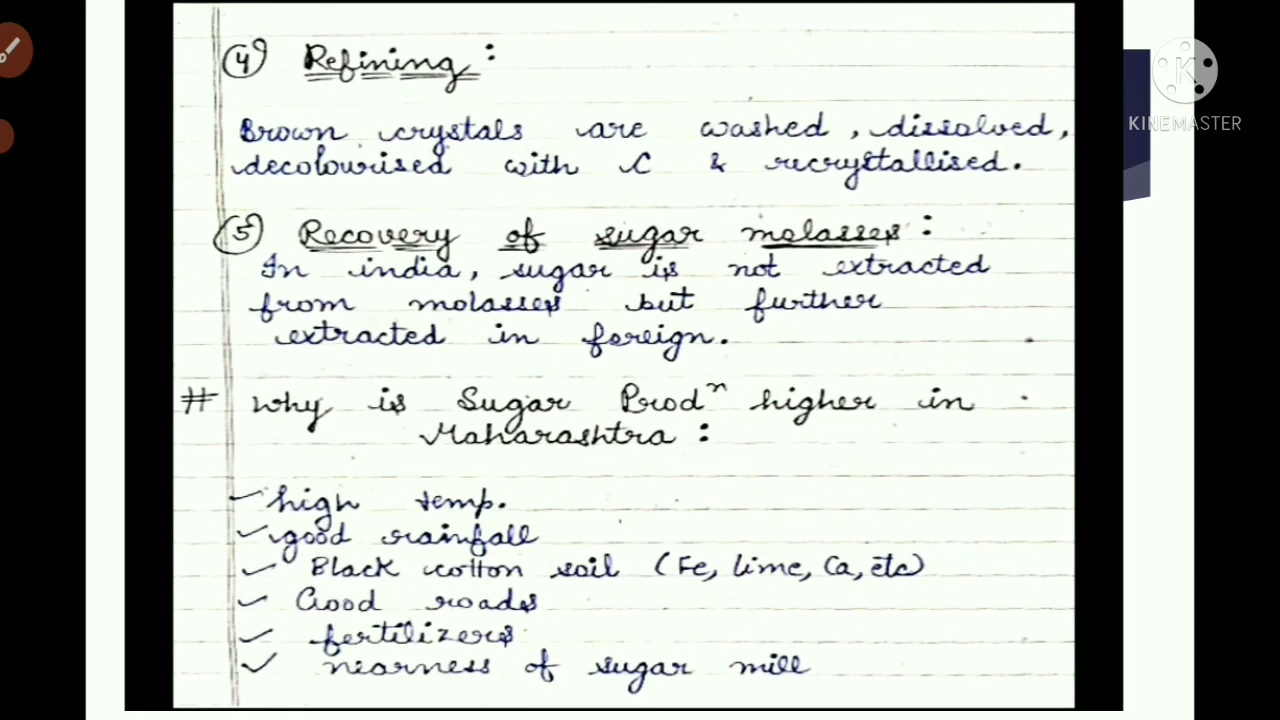 4) Refining :
Brown crystals are washed, dissolved,
decolourised with C & recrystallised.
5) Recovery of sugar molasses :
In india, sugar is not extracted
from molasses but further
extracted in foreign.
# Why is Sugar Prodⁿ higher in
Maharashtra :
✓ high temp.
✓ good rainfall
✓ Black cotton soil (Fe, lime, Ca, etc)
✓ Good roads
✓ fertilizers
✓ nearness of sugar mill
K
KINEMASTER